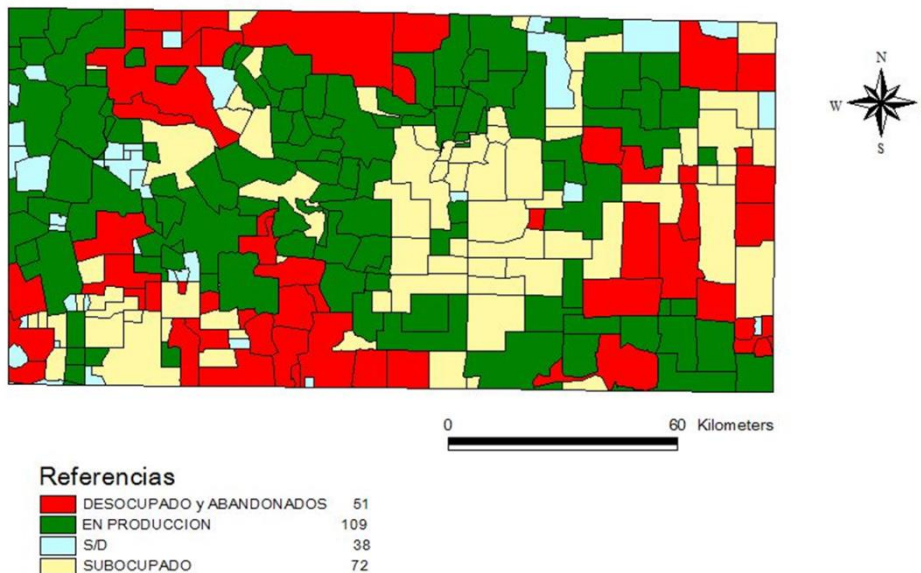 N
W
S
0 60 Kilometers
Referencias
DESOCUPADO y ABANDONADOS 51
EN PRODUCCION 109
S/D 38
SUBOCUPADO 72